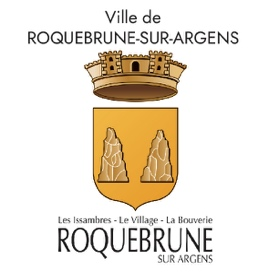 Ville de
ROQUEBRUNE-SUR-ARGENS
Les Issambres - Le Village - La Bouverie
ROQUEBRUNE
SUR ARGENS